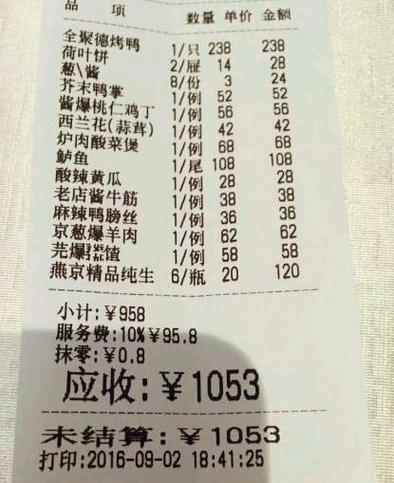 品 项 数量 单价 金额
全聚德烤鸭 1/只 238 238
荷叶饼 2/屉 14 28
葱\酱 8/份 3 24
芥末鸭掌 1/例 52 52
酱爆桃仁鸡丁 1/例 56 56
西兰花(蒜茸) 1/例 42 42
炉肉酸菜煲 1/例 68 68
鲈鱼 1/尾 108 108
酸辣黄瓜 1/例 28 28
老店酱牛筋 1/例 38 38
麻辣鸭膀丝 1/例 36 36
京葱爆羊肉 1/例 62 62
芫爆 1/例 58 58
燕京精品纯生 6/瓶 20 120
小计:¥958
服务费:10%¥95.8
抹零:¥0.8
应收:¥1053
未结算:¥1053
打印:2016-09-02 18:41:25